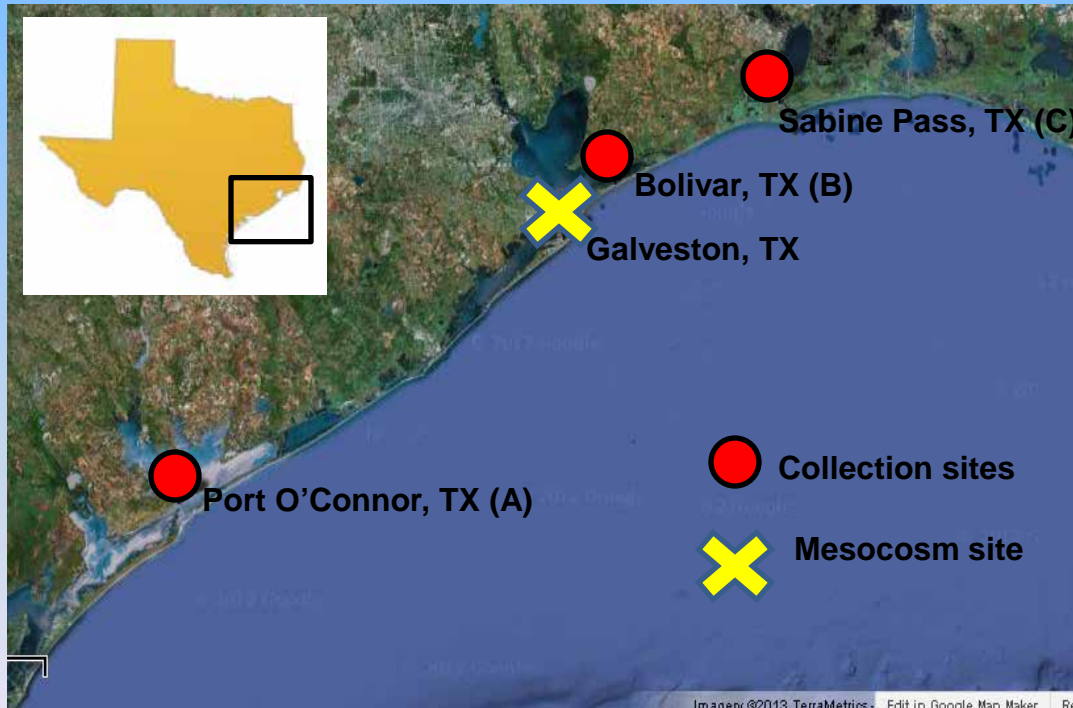 Sabine Pass, TX (C)
Bolivar, TX (B)
Galveston, TX
Port O’Connor, TX (A)
Collection sites
Mesocosm site
Imagery ©2013 TerraMetrics - Edit in Google Map Maker